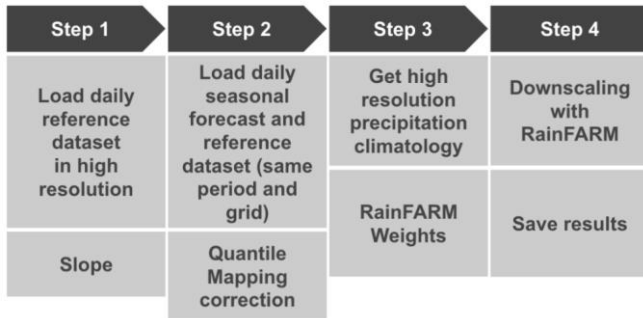 Step 1
Load daily
reference
dataset
in high
resolution
Slope
Step 2
Load daily
seasonal
forecast and
reference
dataset (same
period and
grid)
Quantile
Mapping
correction
Step 3
Get high
resolution
precipitation
climatology
RainFARM
Weights
Step 4
Downscaling
with
RainFARM
Save results